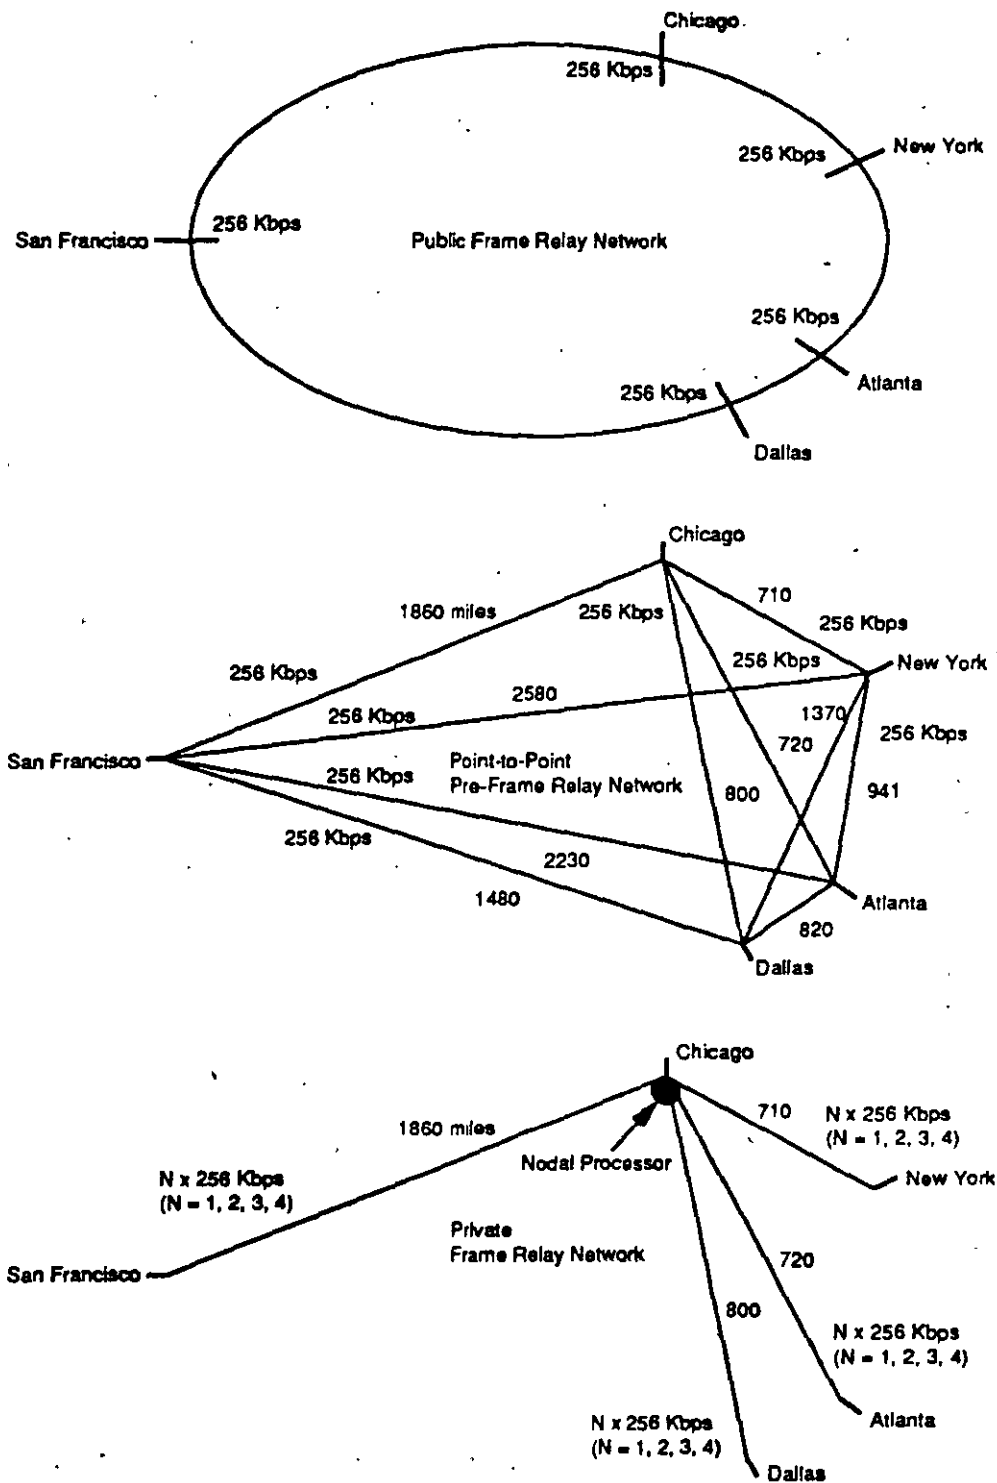 Chicago
256 Kbps
256 Kbps
New York
256 Kbps
San Francisco
Public Frame Relay Network
256 Kbps
Atlanta
256 Kbps
Dallas
Chicago
710
1860 miles
256 Kbps
256 Kbps
256 Kbps
New York
256 Kbps
2580
256 Kbps
1370
256 Kbps
720
San Francisco
Point-to-Point
Pre-Frame Relay Network
256 Kbps
800
941
256 Kbps
2230
1480
Atlanta
820
Dallas
Chicago
710
N x 256 Kbps
(N = 1, 2, 3, 4)
1860 miles
Nodal Processor
New York
N x 256 Kbps
(N = 1, 2, 3, 4)
Private
Frame Relay Network
San Francisco
720
800
N x 256 Kbps
(N = 1, 2, 3, 4)
Atlanta
N x 256 Kbps
(N = 1, 2, 3, 4)
Dallas